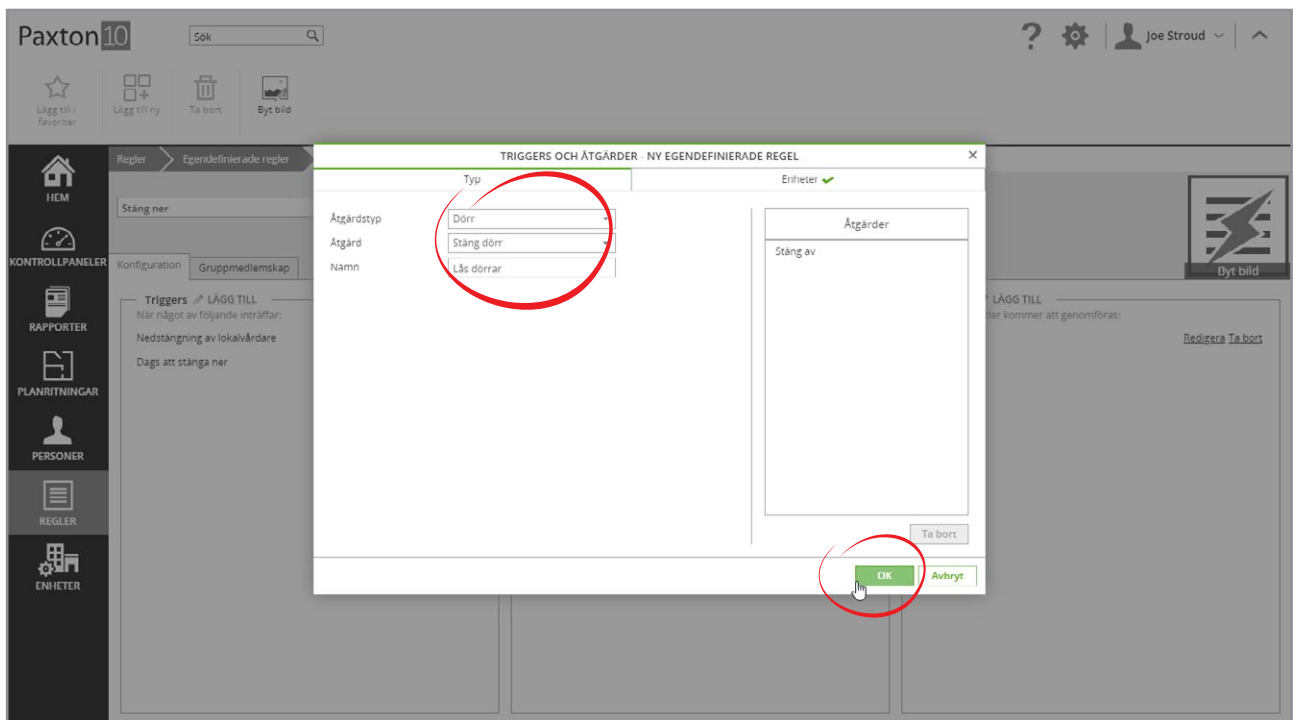 Paxton10
Sök
Joe Stroud
Lägg till i
favoriter
Lägg till ny
Ta bort
Byt bild
HEM
KONTROLLPANELER
RAPPORTER
PLANRITNINGAR
PERSONER
REGLER
ENHETER
Regler
Egendefinierade regler
Stäng ner
Byt bild
Konfiguration
Gruppmedlemskap
Triggers LÄGG TILL
När något av följande inträffar:
Nedstängning av lokalvårdare
Dags att stänga ner
LÄGG TILL
der kommer att genomföras:
Redigera Ta bort
TRIGGERS OCH ÅTGÄRDER - NY EGENDEFINIERADE REGEL
Typ
Enheter
Åtgärdstyp
Dörr
Åtgärd
Stäng dörr
Namn
Lås dörrar
Åtgärder
Stäng av
Ta bort
OK
Avbryt